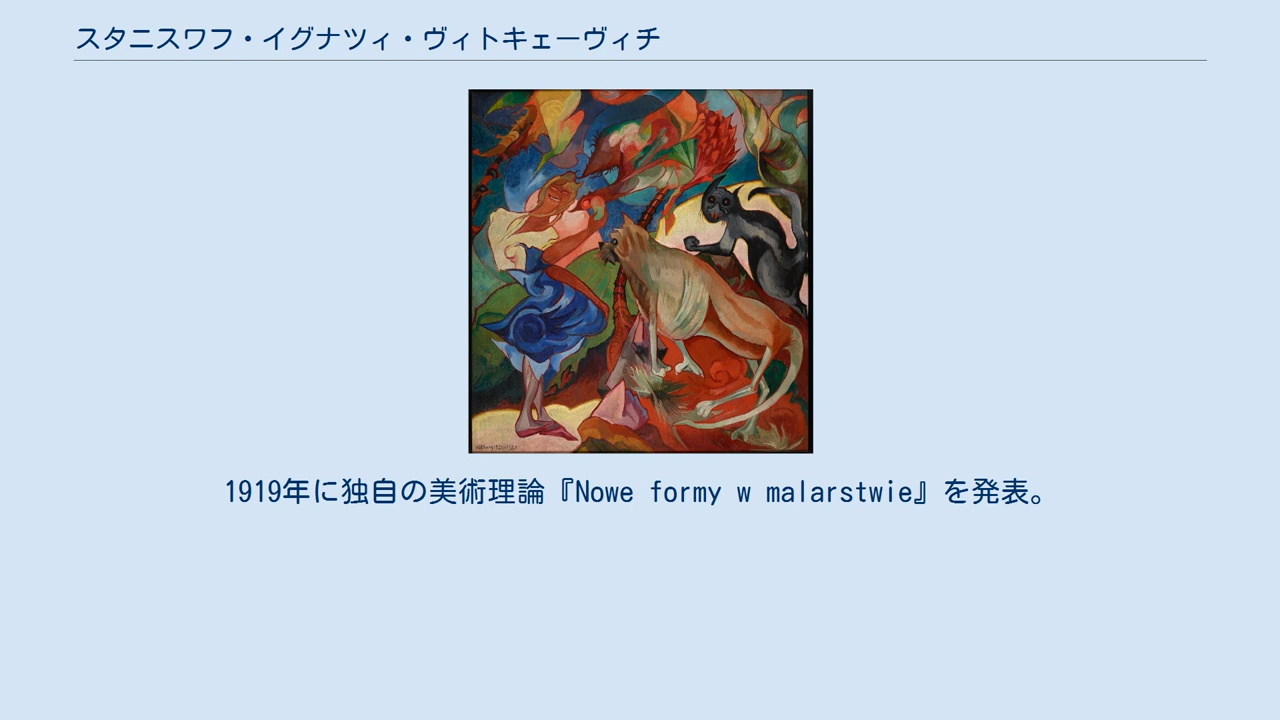 スタニスワフ・イグナツィ・ヴィトキェーヴィチ
1919年に独自の美術理論『Nowe formy w malarstwie』を発表。